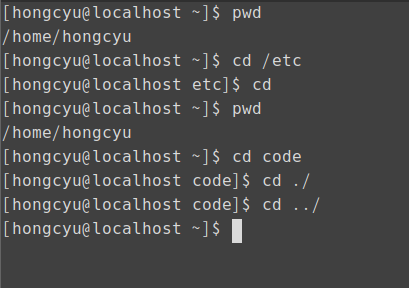 [hongcyu@localhost ~]$ pwd
/home/hongcyu
[hongcyu@localhost ~]$ cd /etc
[hongcyu@localhost etc]$ cd
[hongcyu@localhost ~]$ pwd
/home/hongcyu
[hongcyu@localhost ~]$ cd code
[hongcyu@localhost code]$ cd ./
[hongcyu@localhost code]$ cd ../
[hongcyu@localhost ~]$